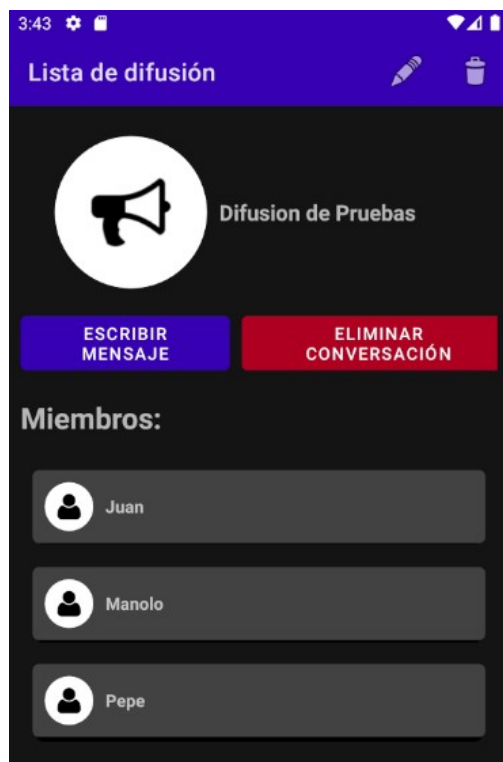 3:43
Lista de difusión
Difusion de Pruebas
ESCRIBIR
MENSAJE
ELIMINAR
CONVERSACIÓN
Miembros:
Juan
Manolo
Pepe